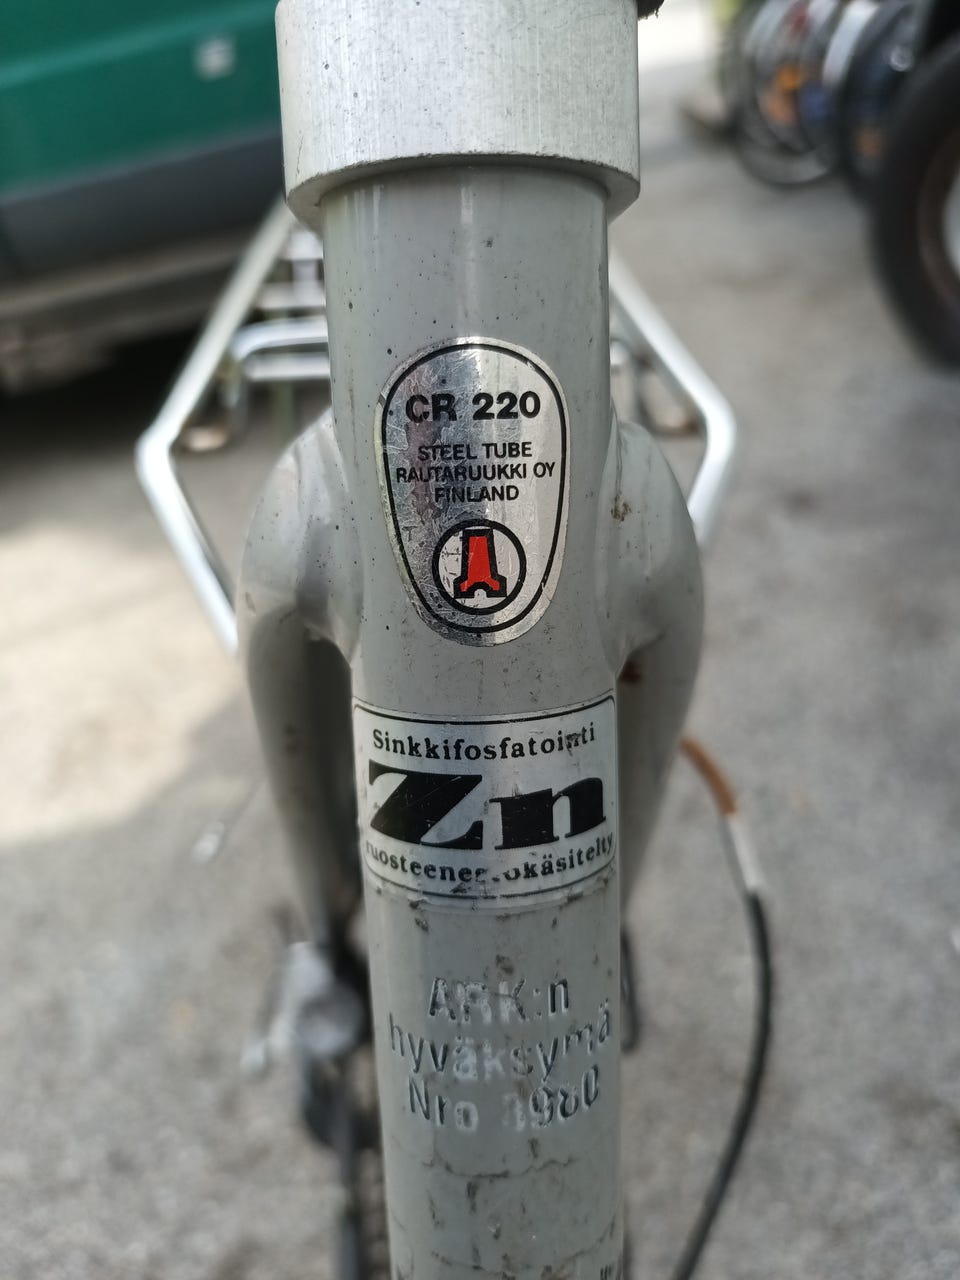 CR 220
STEEL TUBE
RAUTARUUKKI OY
FINLAND
Sinkkifosfatointi
Zn
ruosteenestokäsitelty
ARK:n
hyväksymä
Nro